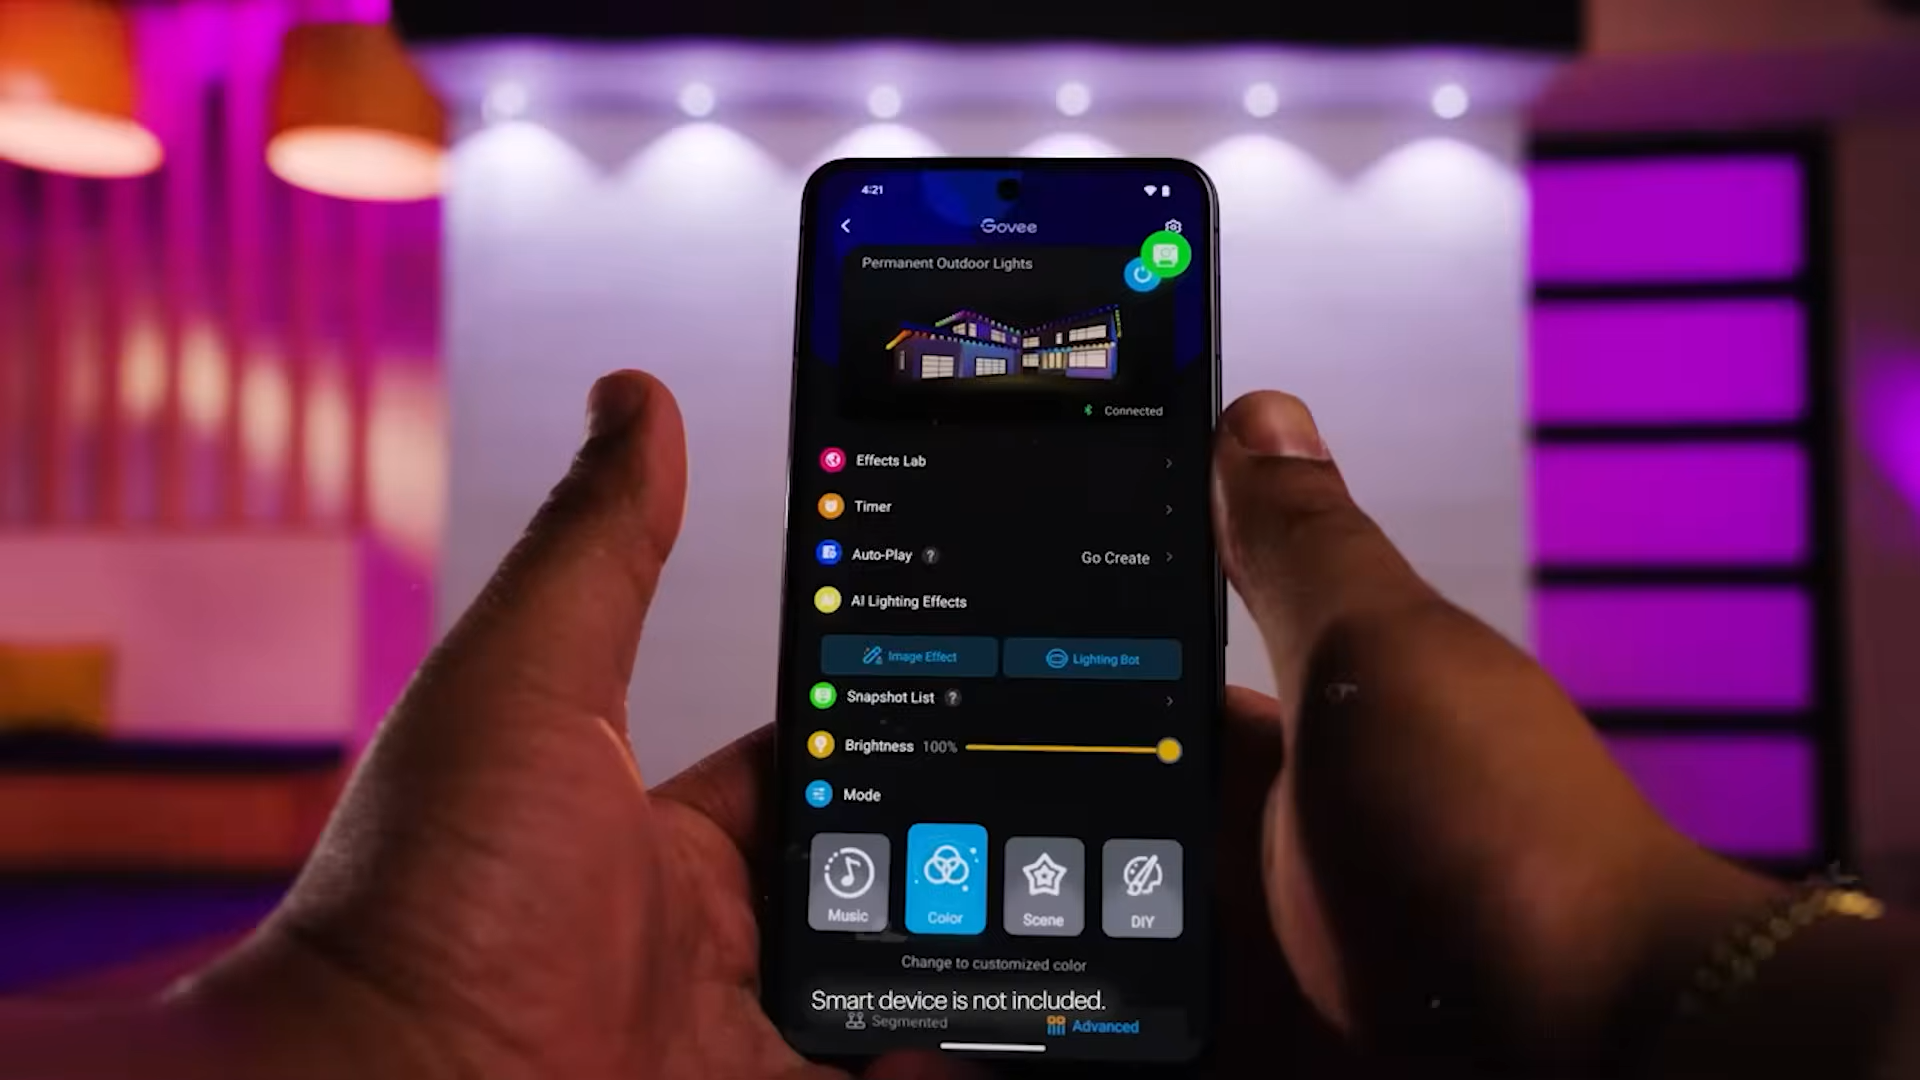 4:21
Govee
Permanent Outdoor Lights
Connected
Effects Lab
Timer
Auto-Play ? Go Create
AI Lighting Effects
Image Effect Lighting Bot
Snapshot List ?
Brightness 100%
Mode
Music Color Scene DIY
Change to customized color
Smart device is not included.
Segmented Advanced